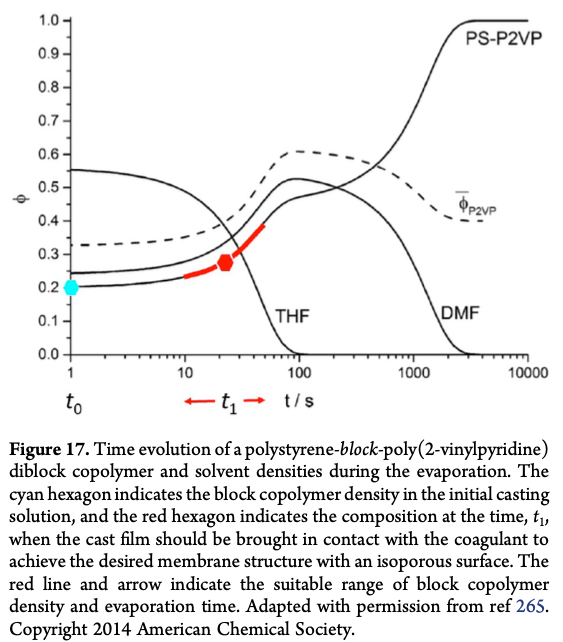 1.0
PS-P2VP
0.9
0.8
0.7
0.6
ϕ
0.5
ϕ̅P2VP
0.4
0.3
0.2
THF
DMF
0.1
0.0
1 10 100 1000 10000
t0 t1 t / s
Figure 17. Time evolution of a polystyrene-block-poly(2-vinylpyridine)
diblock copolymer and solvent densities during the evaporation. The
cyan hexagon indicates the block copolymer density in the initial casting
solution, and the red hexagon indicates the composition at the time, t1,
when the cast film should be brought in contact with the coagulant to
achieve the desired membrane structure with an isoporous surface. The
red line and arrow indicate the suitable range of block copolymer
density and evaporation time. Adapted with permission from ref 265.
Copyright 2014 American Chemical Society.